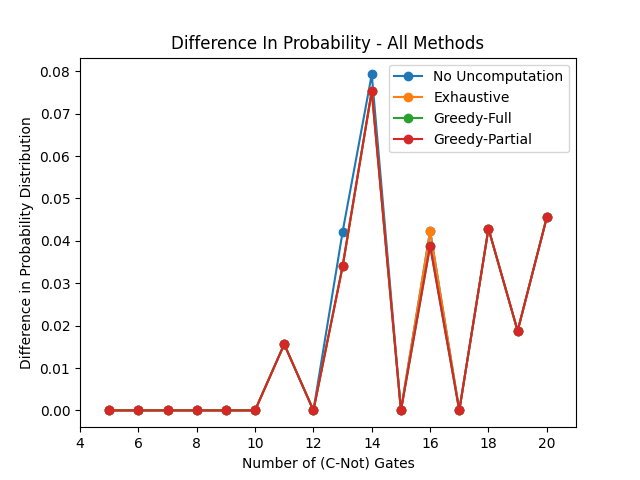 Difference In Probability - All Methods
No Uncomputation
Exhaustive
Greedy-Full
Greedy-Partial
Difference in Probability Distribution
0.08
0.07
0.06
0.05
0.04
0.03
0.02
0.01
0.00
4 6 8 10 12 14 16 18 20
Number of (C-Not) Gates